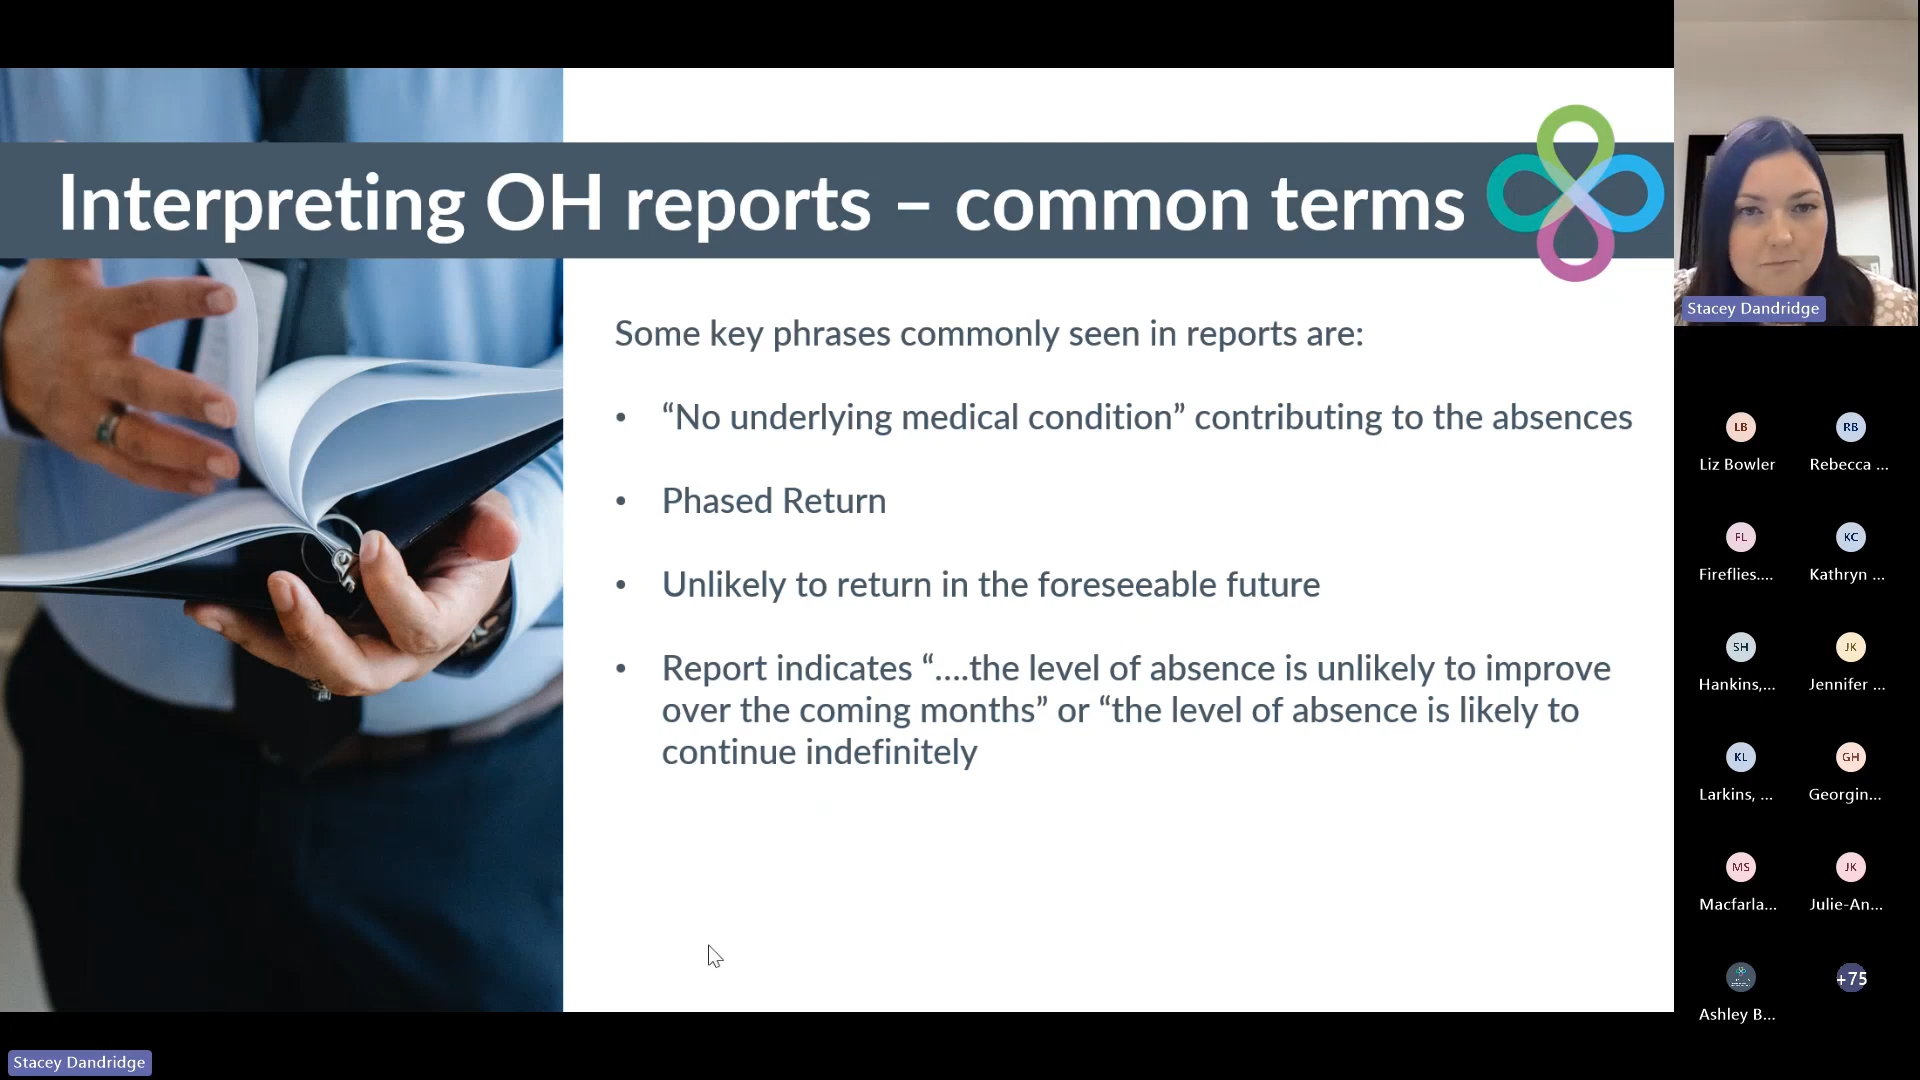 Interpreting OH reports – common terms
Some key phrases commonly seen in reports are:
• “No underlying medical condition” contributing to the absences
• Phased Return
• Unlikely to return in the foreseeable future
• Report indicates “....the level of absence is unlikely to improve
over the coming months” or “the level of absence is likely to
continue indefinitely
Stacey Dandridge
LB
RB
Liz Bowler
Rebecca ...
FL
KC
Fireflies....
Kathryn ...
SH
JK
Hankins,...
Jennifer ...
KL
GH
Larkins, ...
Georgin...
MS
JK
Macfarla...
Julie-An...
+75
Ashley B...
Stacey Dandridge